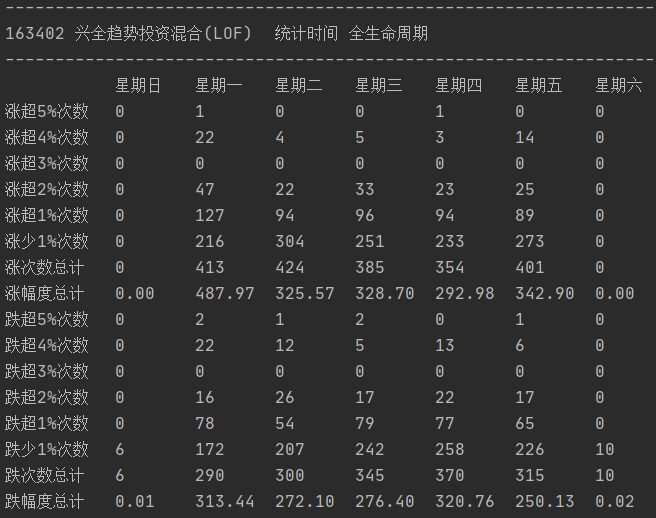 163402 兴全趋势投资混合(LOF) 统计时间 全生命周期
星期日 星期一 星期二 星期三 星期四 星期五 星期六
涨超5%次数 0 1 0 0 1 0 0
涨超4%次数 0 22 4 5 3 14 0
涨超3%次数 0 0 0 0 0 0 0
涨超2%次数 0 47 22 33 23 25 0
涨超1%次数 0 127 94 96 94 89 0
涨少1%次数 0 216 304 251 233 273 0
涨次数总计 0 413 424 385 354 401 0
涨幅度总计 0.00 487.97 325.57 328.70 292.98 342.90 0.00
跌超5%次数 0 2 1 2 0 1 0
跌超4%次数 0 22 12 5 13 6 0
跌超3%次数 0 0 0 0 0 0 0
跌超2%次数 0 16 26 17 22 17 0
跌超1%次数 0 78 54 79 77 65 0
跌少1%次数 6 172 207 242 258 226 10
跌次数总计 6 290 300 345 370 315 10
跌幅度总计 0.01 313.44 272.10 276.40 320.76 250.13 0.02